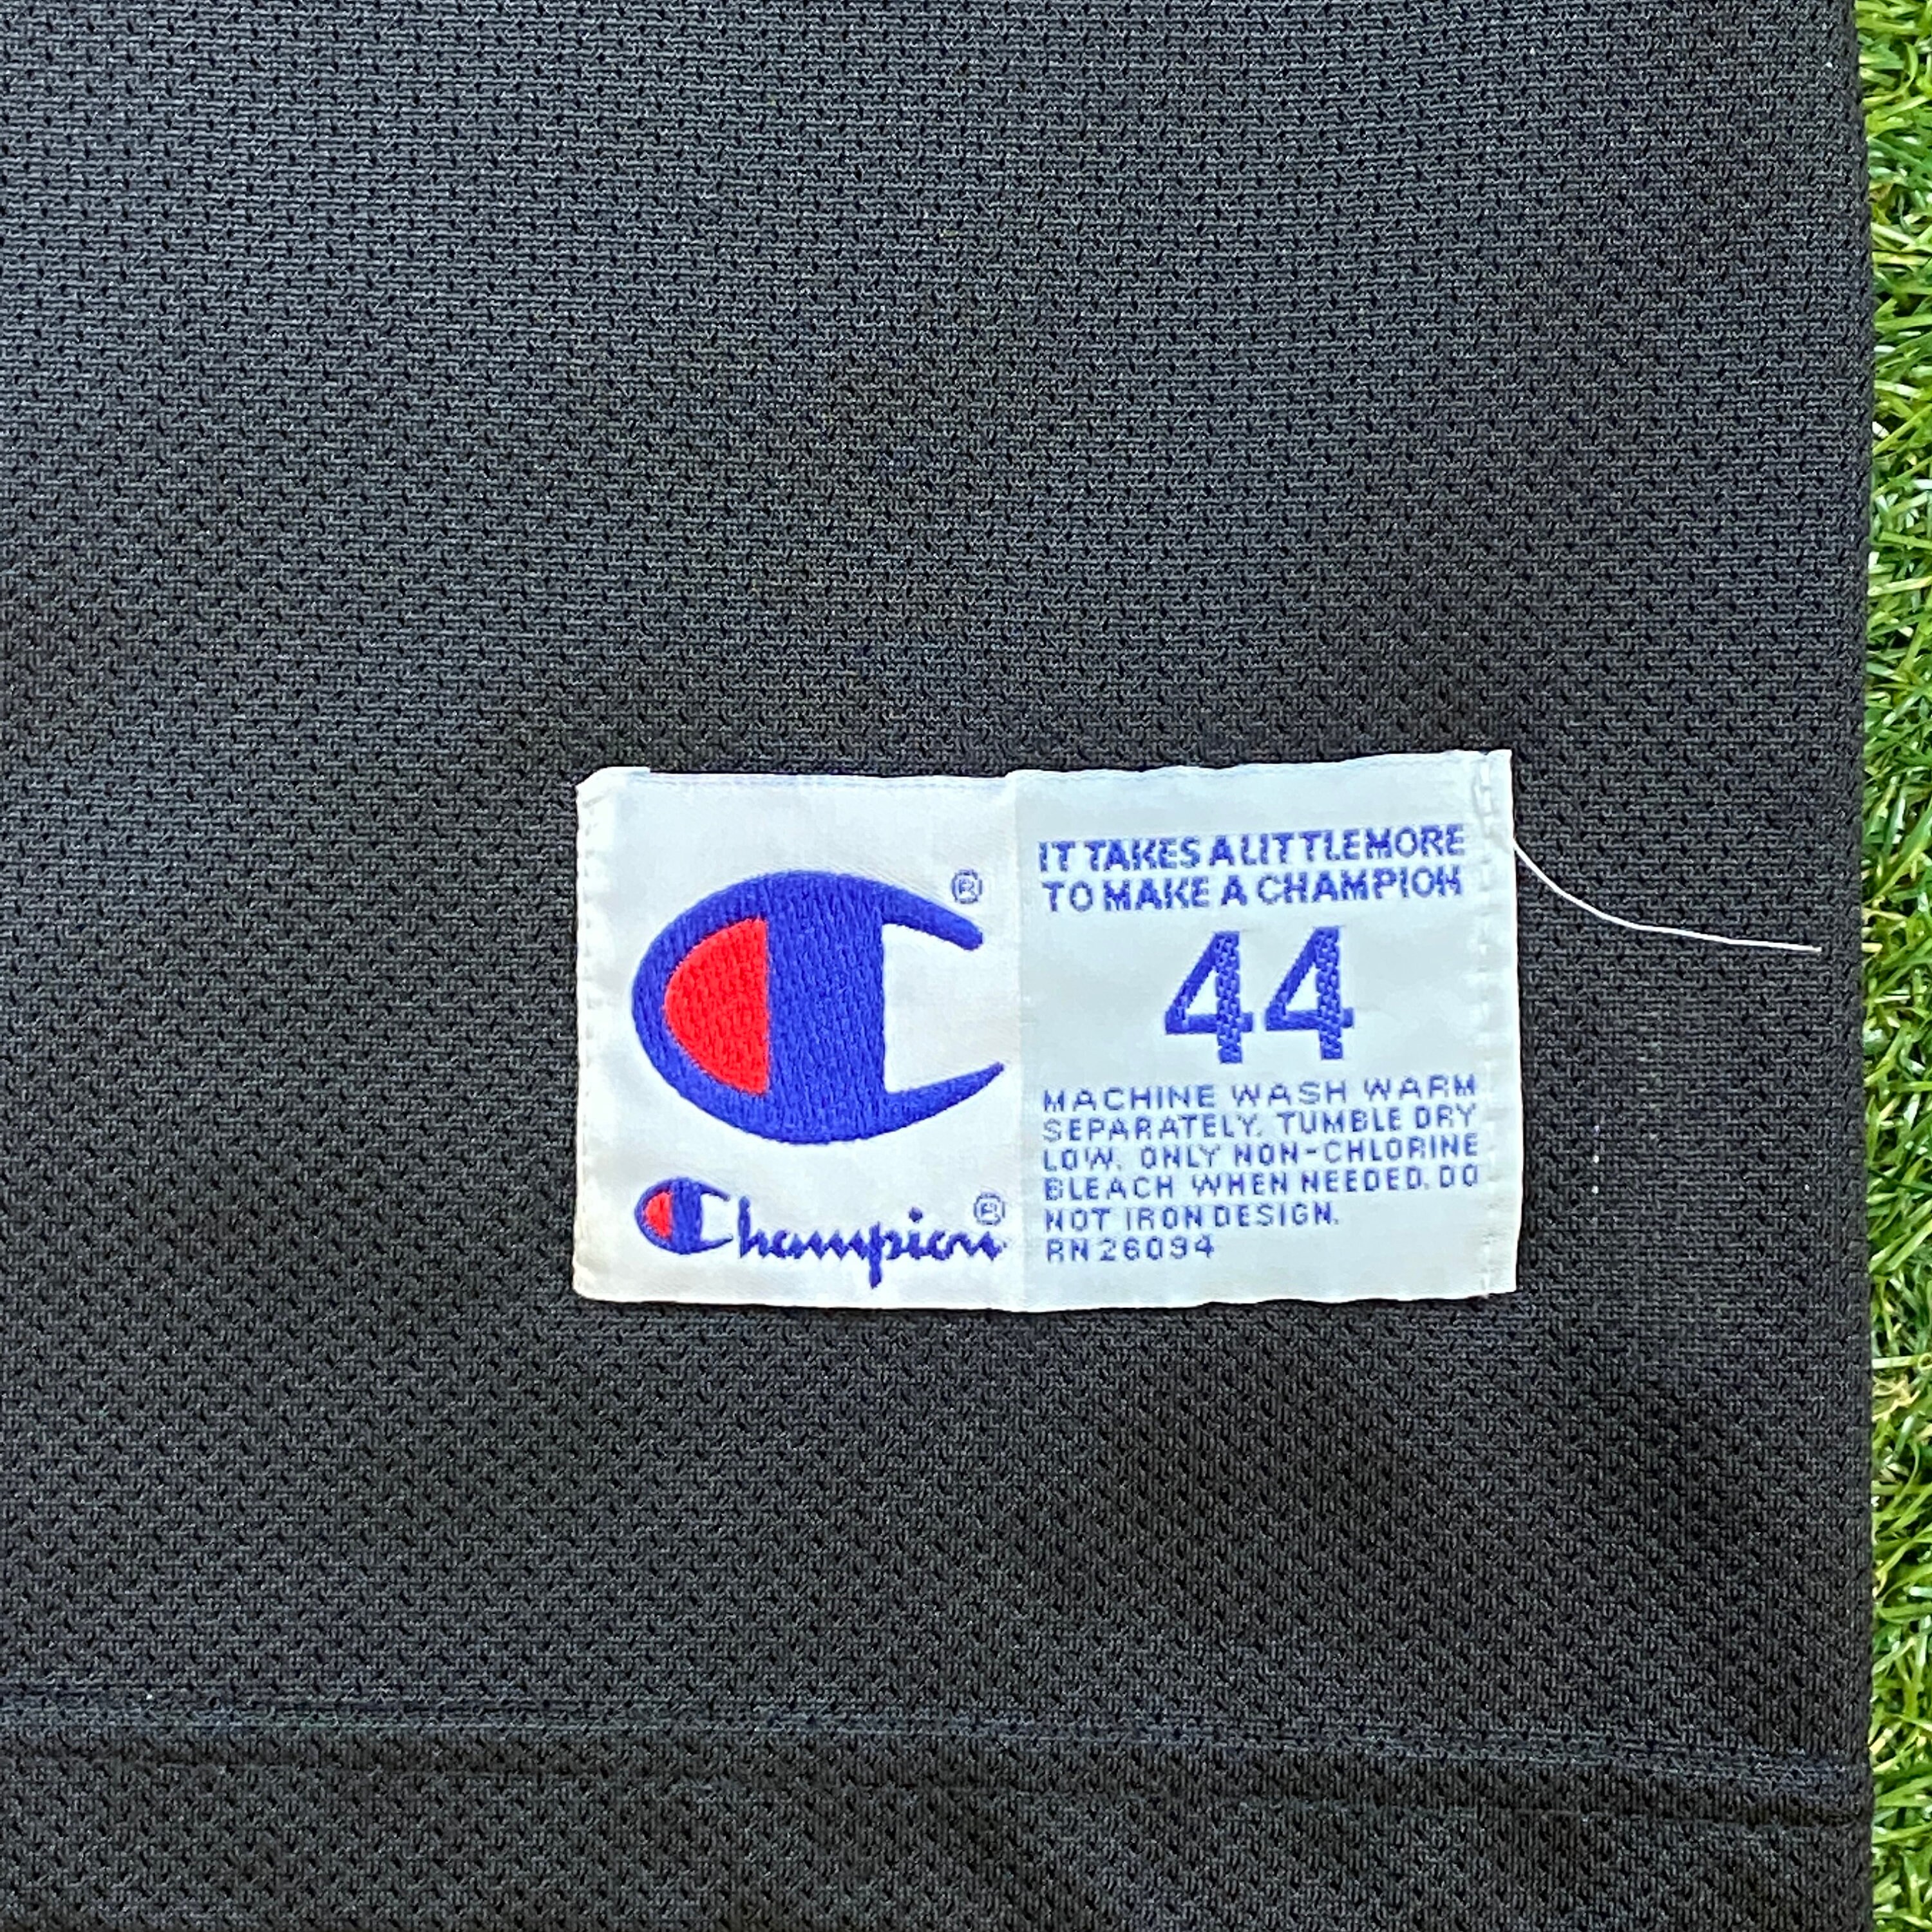 ®
Champion®
IT TAKES A LITTLE MORE
TO MAKE A CHAMPION
44
MACHINE WASH WARM
SEPARATELY. TUMBLE DRY
LOW. ONLY NON-CHLORINE
BLEACH WHEN NEEDED. DO
NOT IRON DESIGN.
RN 26094